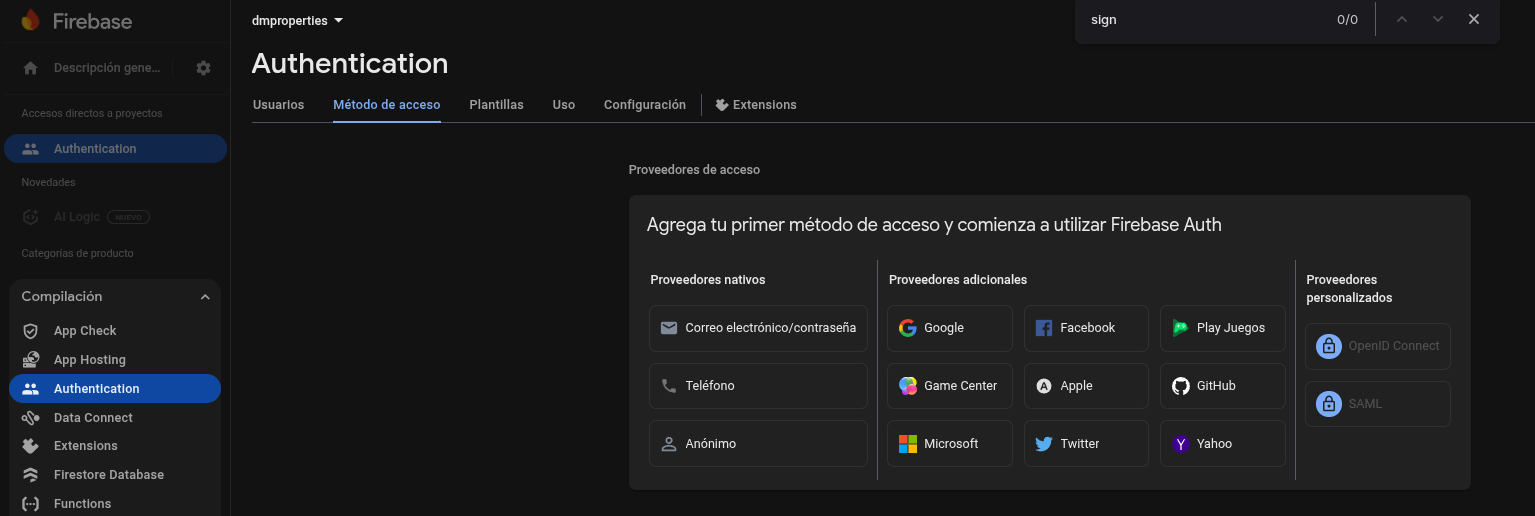 Firebase
dmproperties
sign
0/0
Authentication
Descripción gene...
Usuarios
Método de acceso
Plantillas
Uso
Configuración
Extensions
Accesos directos a proyectos
Authentication
Novedades
AI Logic NUEVO
Categorías de producto
Compilación
App Check
App Hosting
Authentication
Data Connect
Extensions
Firestore Database
Functions
Proveedores de acceso
Agrega tu primer método de acceso y comienza a utilizar Firebase Auth
Proveedores nativos
Correo electrónico/contraseña
Teléfono
Anónimo
Proveedores adicionales
Google
Facebook
Play Juegos
Game Center
Apple
GitHub
Microsoft
Twitter
Yahoo
Proveedores
personalizados
OpenID Connect
SAML